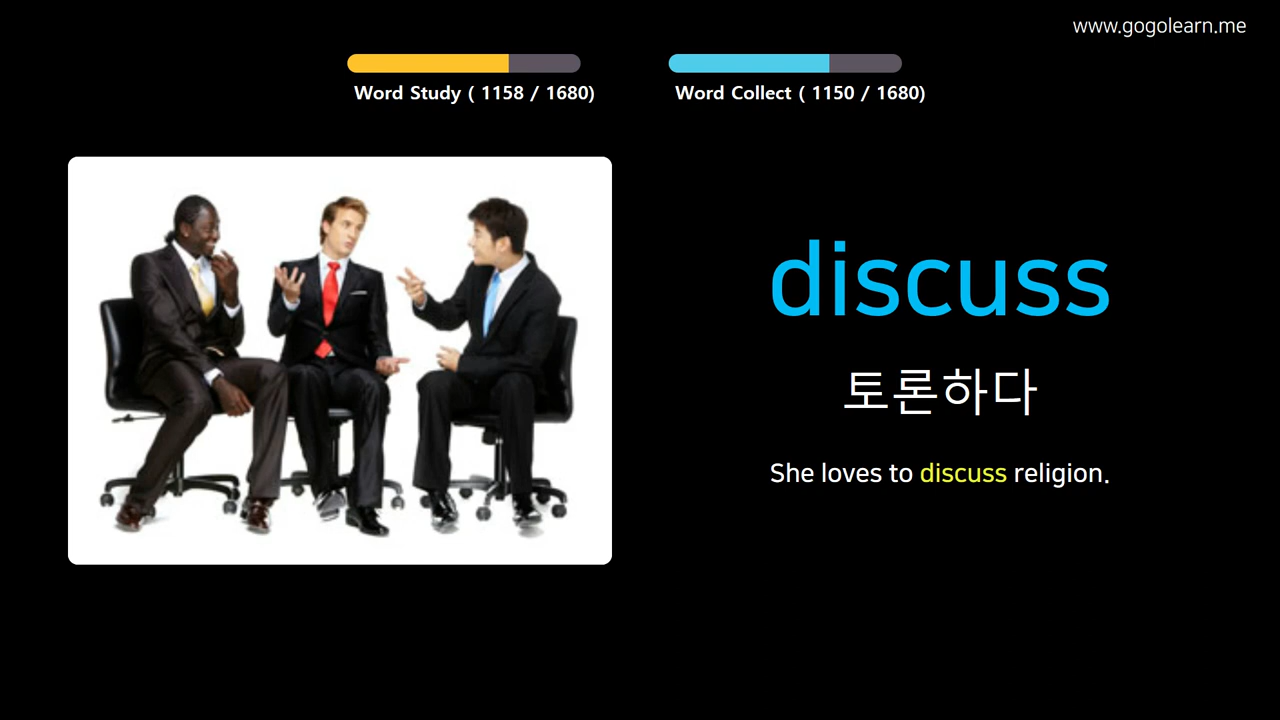 www.gogolearn.me
Word Study ( 1158 / 1680)
Word Collect ( 1150 / 1680)
discuss
토론하다
She loves to discuss religion.